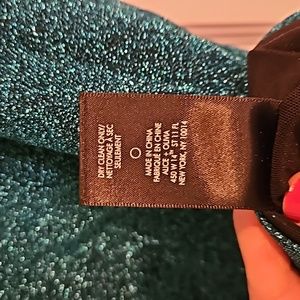 DRY CLEAN ONLY/
NETTOYAGE À SEC
SEULEMENT
MADE IN CHINA
FABRIQUÉ EN CHINE
ALICE + OLIVIA
450 W 14TH ST 11 FL
NEW YORK, NY 10014